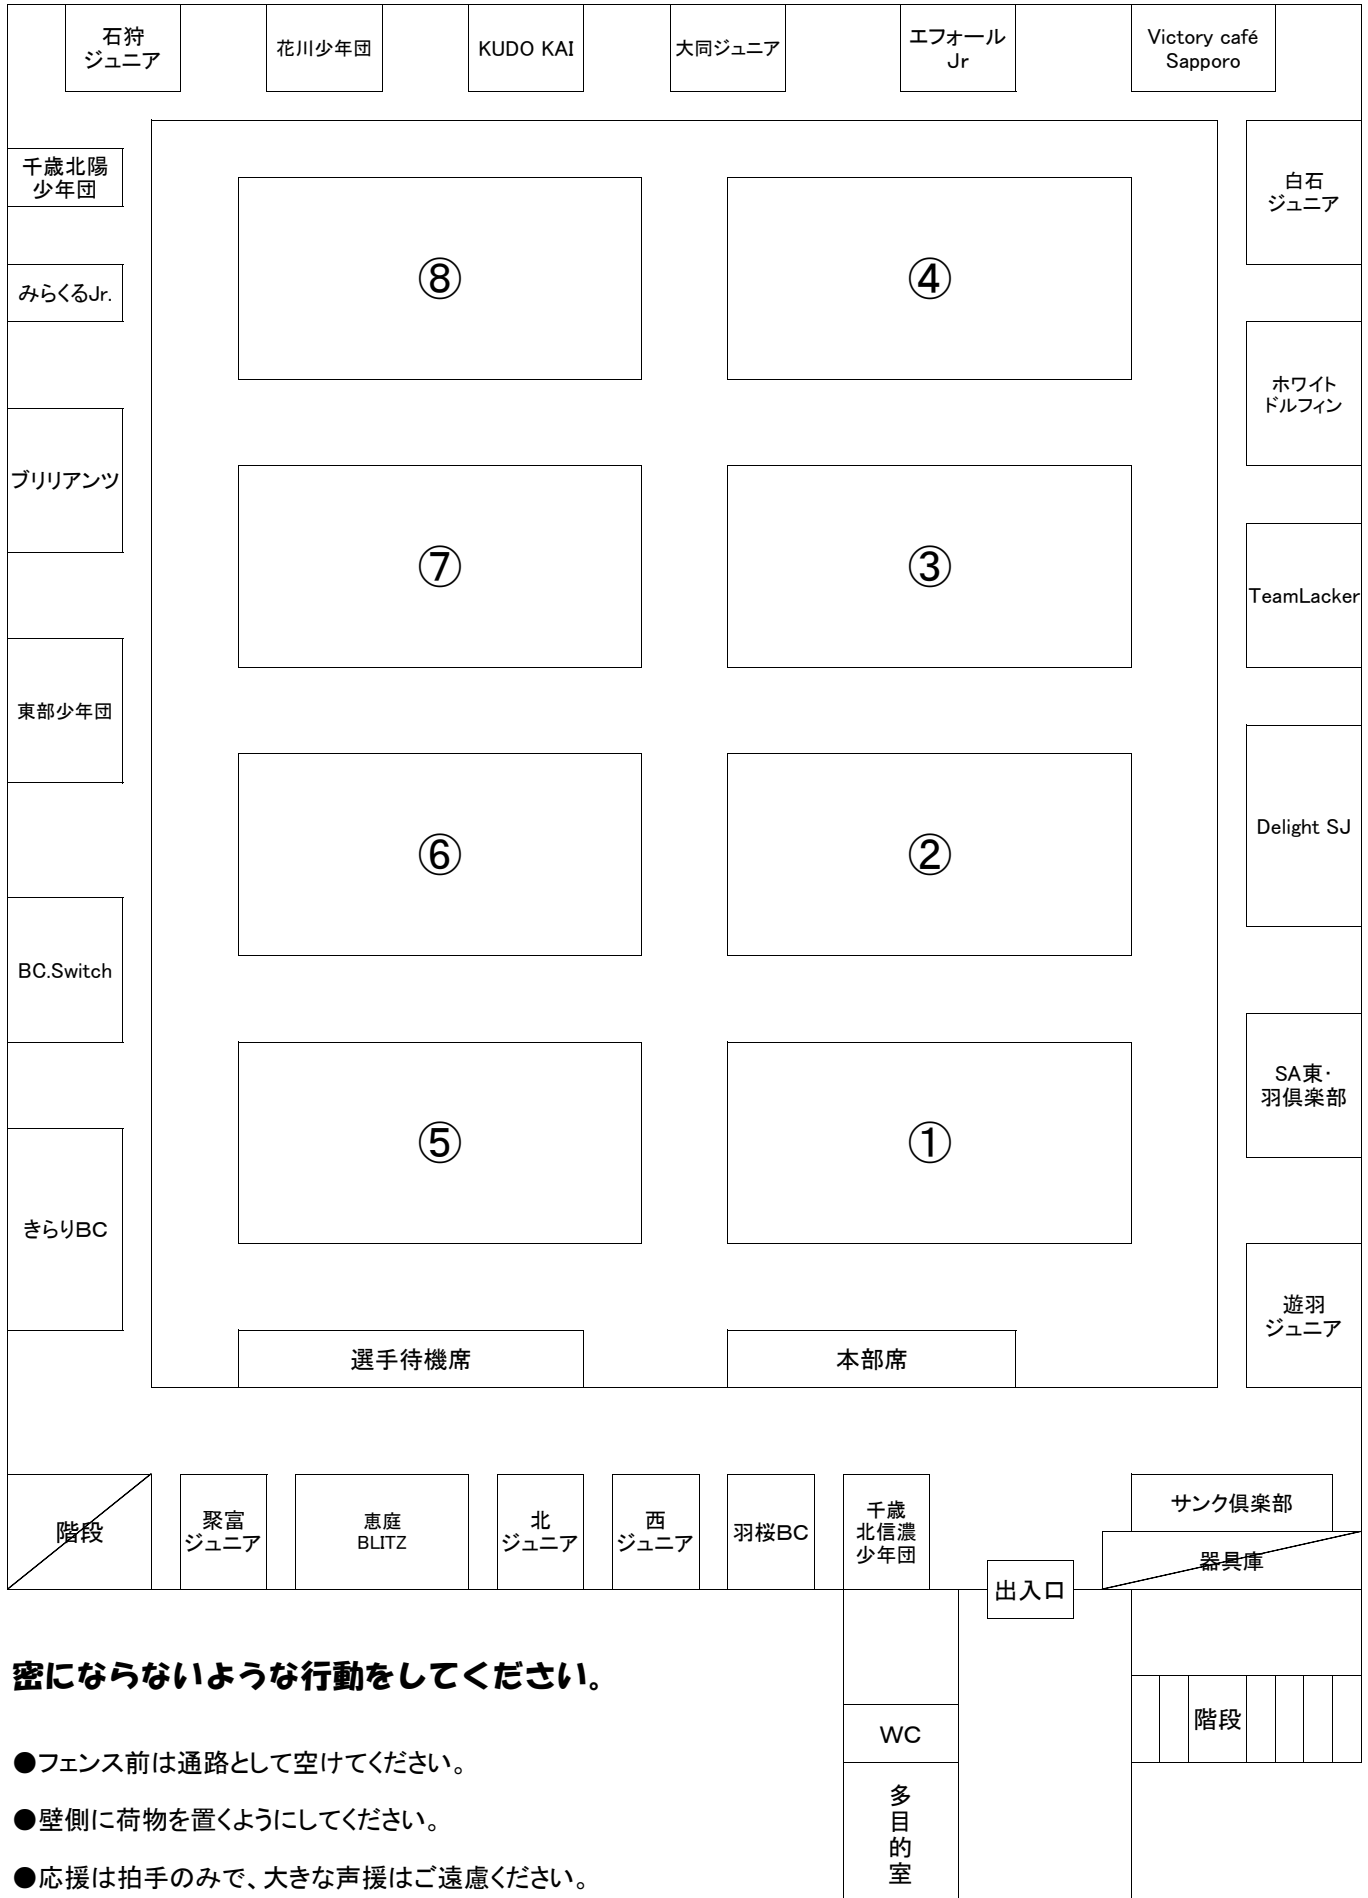 石狩
ジュニア
花川少年団
KUDO KAI
大同ジュニア
エフォール
Jr
Victory café
Sapporo
千歳北陽
少年団
白石
ジュニア
みらくるJr.
⑧
④
ホワイト
ドルフィン
ブリリアンツ
⑦
③
TeamLacker
東部少年団
Delight SJ
⑥
②
BC.Switch
SA東・
羽倶楽部
⑤
①
きらりBC
遊羽
ジュニア
選手待機席
本部席
階段
聚富
ジュニア
恵庭
BLITZ
北
ジュニア
西
ジュニア
羽桜BC
千歳
北信濃
少年団
サンク倶楽部
器具庫
出入口
密にならないような行動をしてください。
階段
WC
●フェンス前は通路として空けてください。
●壁側に荷物を置くようにしてください。
●応援は拍手のみで、大きな声援はご遠慮ください。
多
目
的
室